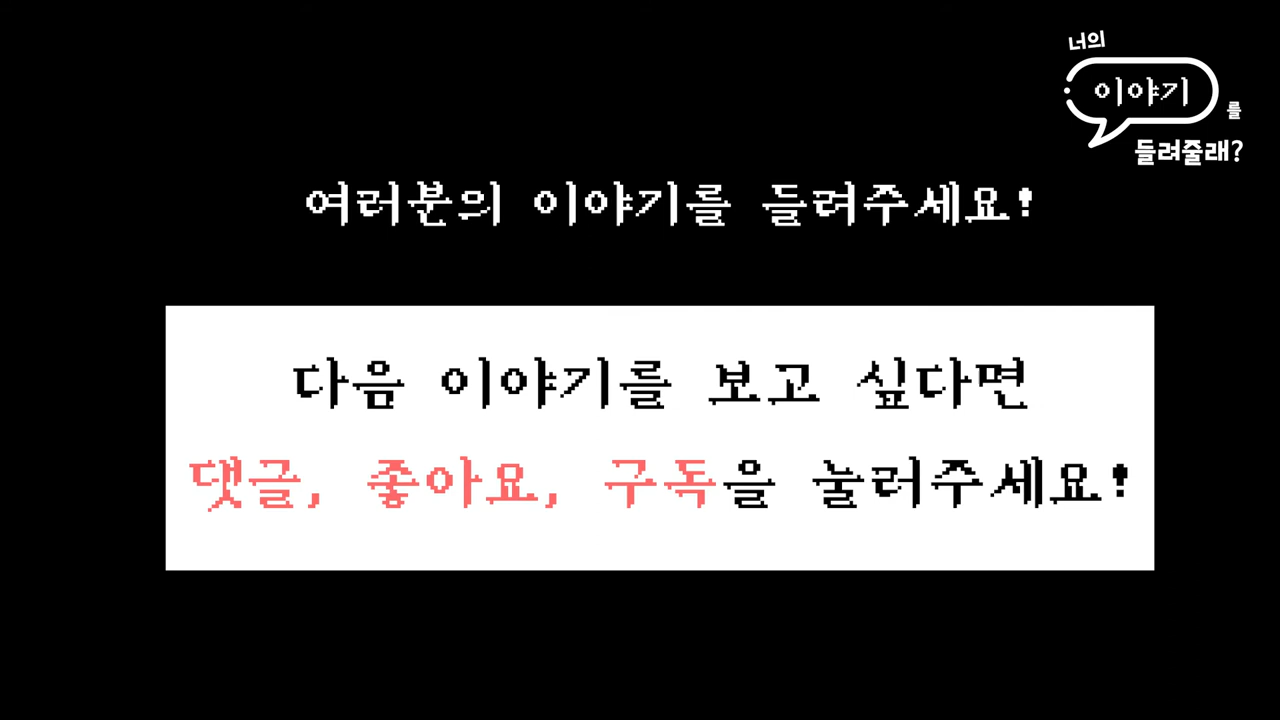 너의
이야기를
들려줄래?
여러분의 이야기를 들려주세요!
다음 이야기를 보고 싶다면
댓글, 좋아요, 구독을 눌러주세요!